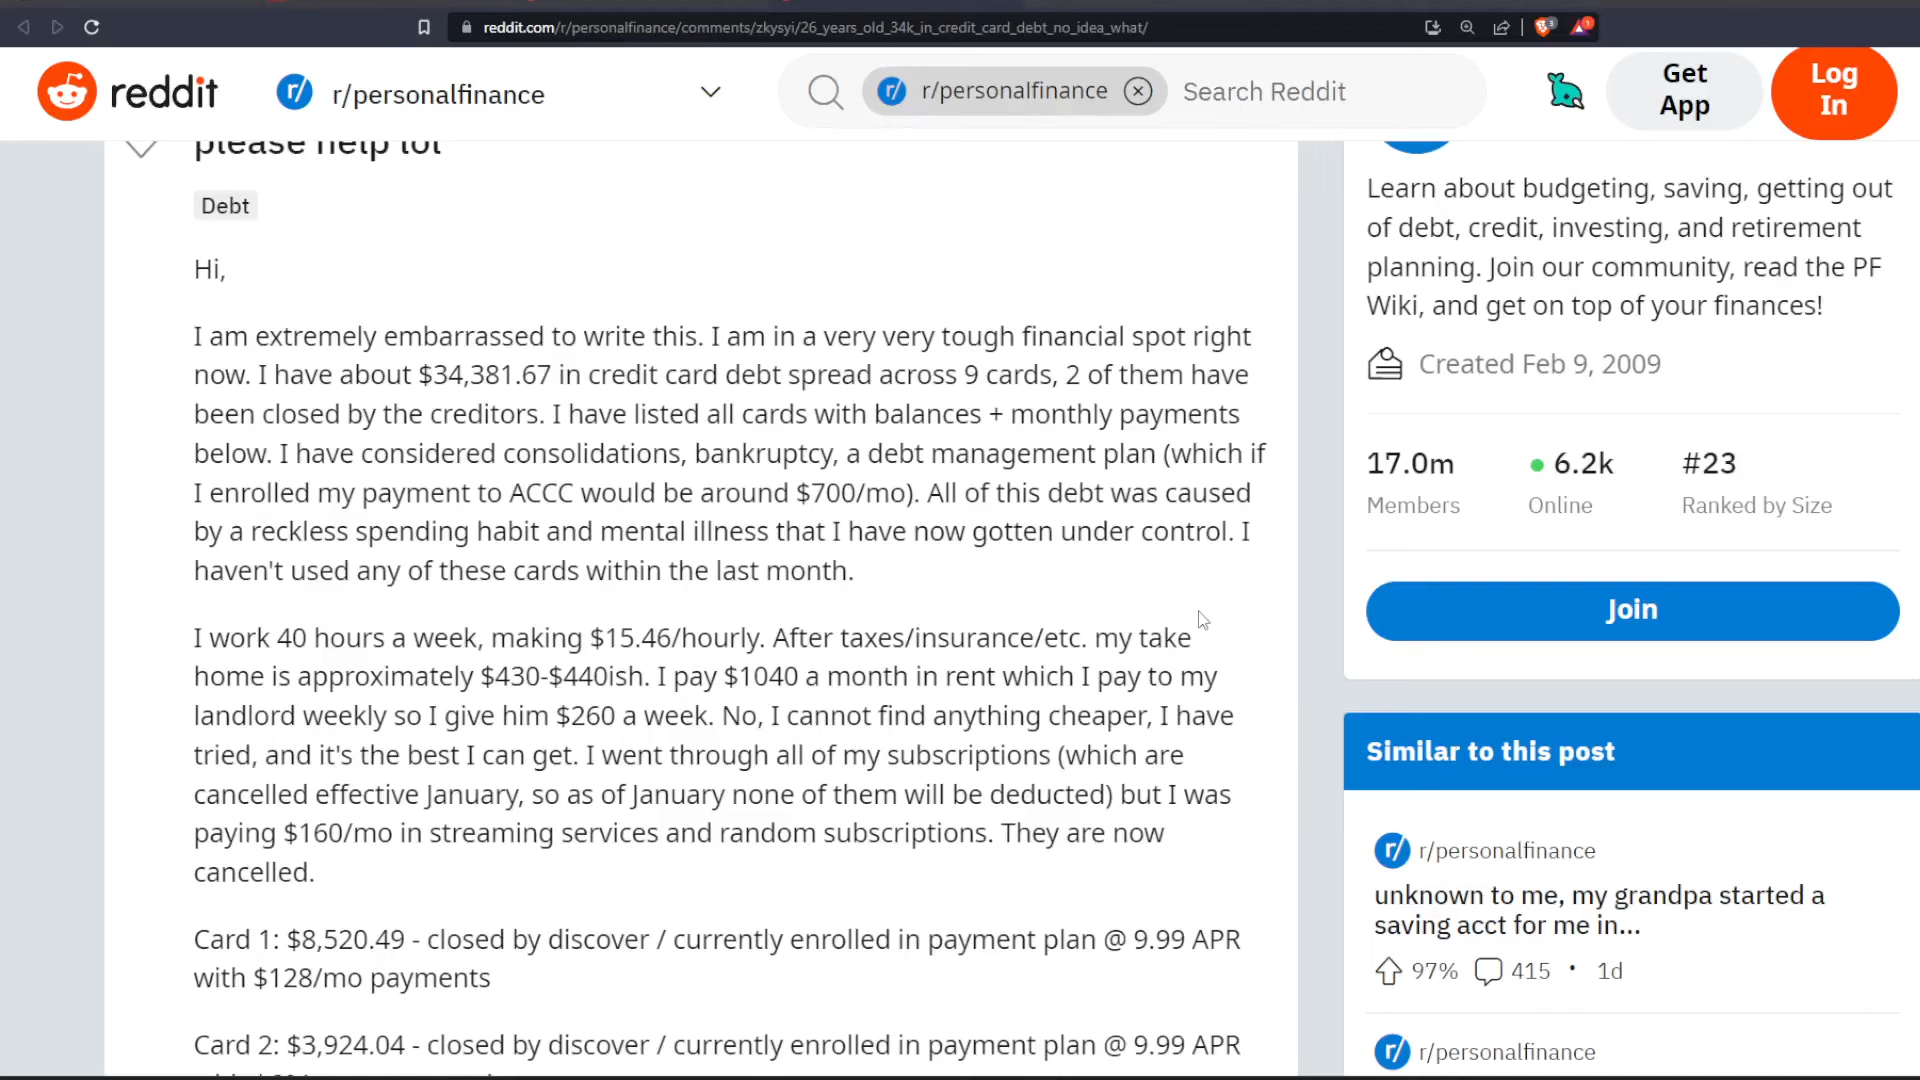 reddit.com/r/personalfinance/comments/zkysyi/26_years_old_34k_in_credit_card_debt_no_idea_what/
3
1
reddit
r/
r/personalfinance
r/
r/personalfinance
Search Reddit
Get
App
Log
In
please help lol
Debt
Hi,
I am extremely embarrassed to write this. I am in a very very tough financial spot right
now. I have about $34,381.67 in credit card debt spread across 9 cards, 2 of them have
been closed by the creditors. I have listed all cards with balances + monthly payments
below. I have considered consolidations, bankruptcy, a debt management plan (which if
I enrolled my payment to ACCC would be around $700/mo). All of this debt was caused
by a reckless spending habit and mental illness that I have now gotten under control. I
haven't used any of these cards within the last month.
I work 40 hours a week, making $15.46/hourly. After taxes/insurance/etc. my take
home is approximately $430-$440ish. I pay $1040 a month in rent which I pay to my
landlord weekly so I give him $260 a week. No, I cannot find anything cheaper, I have
tried, and it's the best I can get. I went through all of my subscriptions (which are
cancelled effective January, so as of January none of them will be deducted) but I was
paying $160/mo in streaming services and random subscriptions. They are now
cancelled.
Card 1: $8,520.49 - closed by discover / currently enrolled in payment plan @ 9.99 APR
with $128/mo payments
Card 2: $3,924.04 - closed by discover / currently enrolled in payment plan @ 9.99 APR
Learn about budgeting, saving, getting out
of debt, credit, investing, and retirement
planning. Join our community, read the PF
Wiki, and get on top of your finances!
Created Feb 9, 2009
17.0m
6.2k
#23
Members
Online
Ranked by Size
Join
Similar to this post
r/
r/personalfinance
unknown to me, my grandpa started a
saving acct for me in...
97%
415
•
1d
r/
r/personalfinance